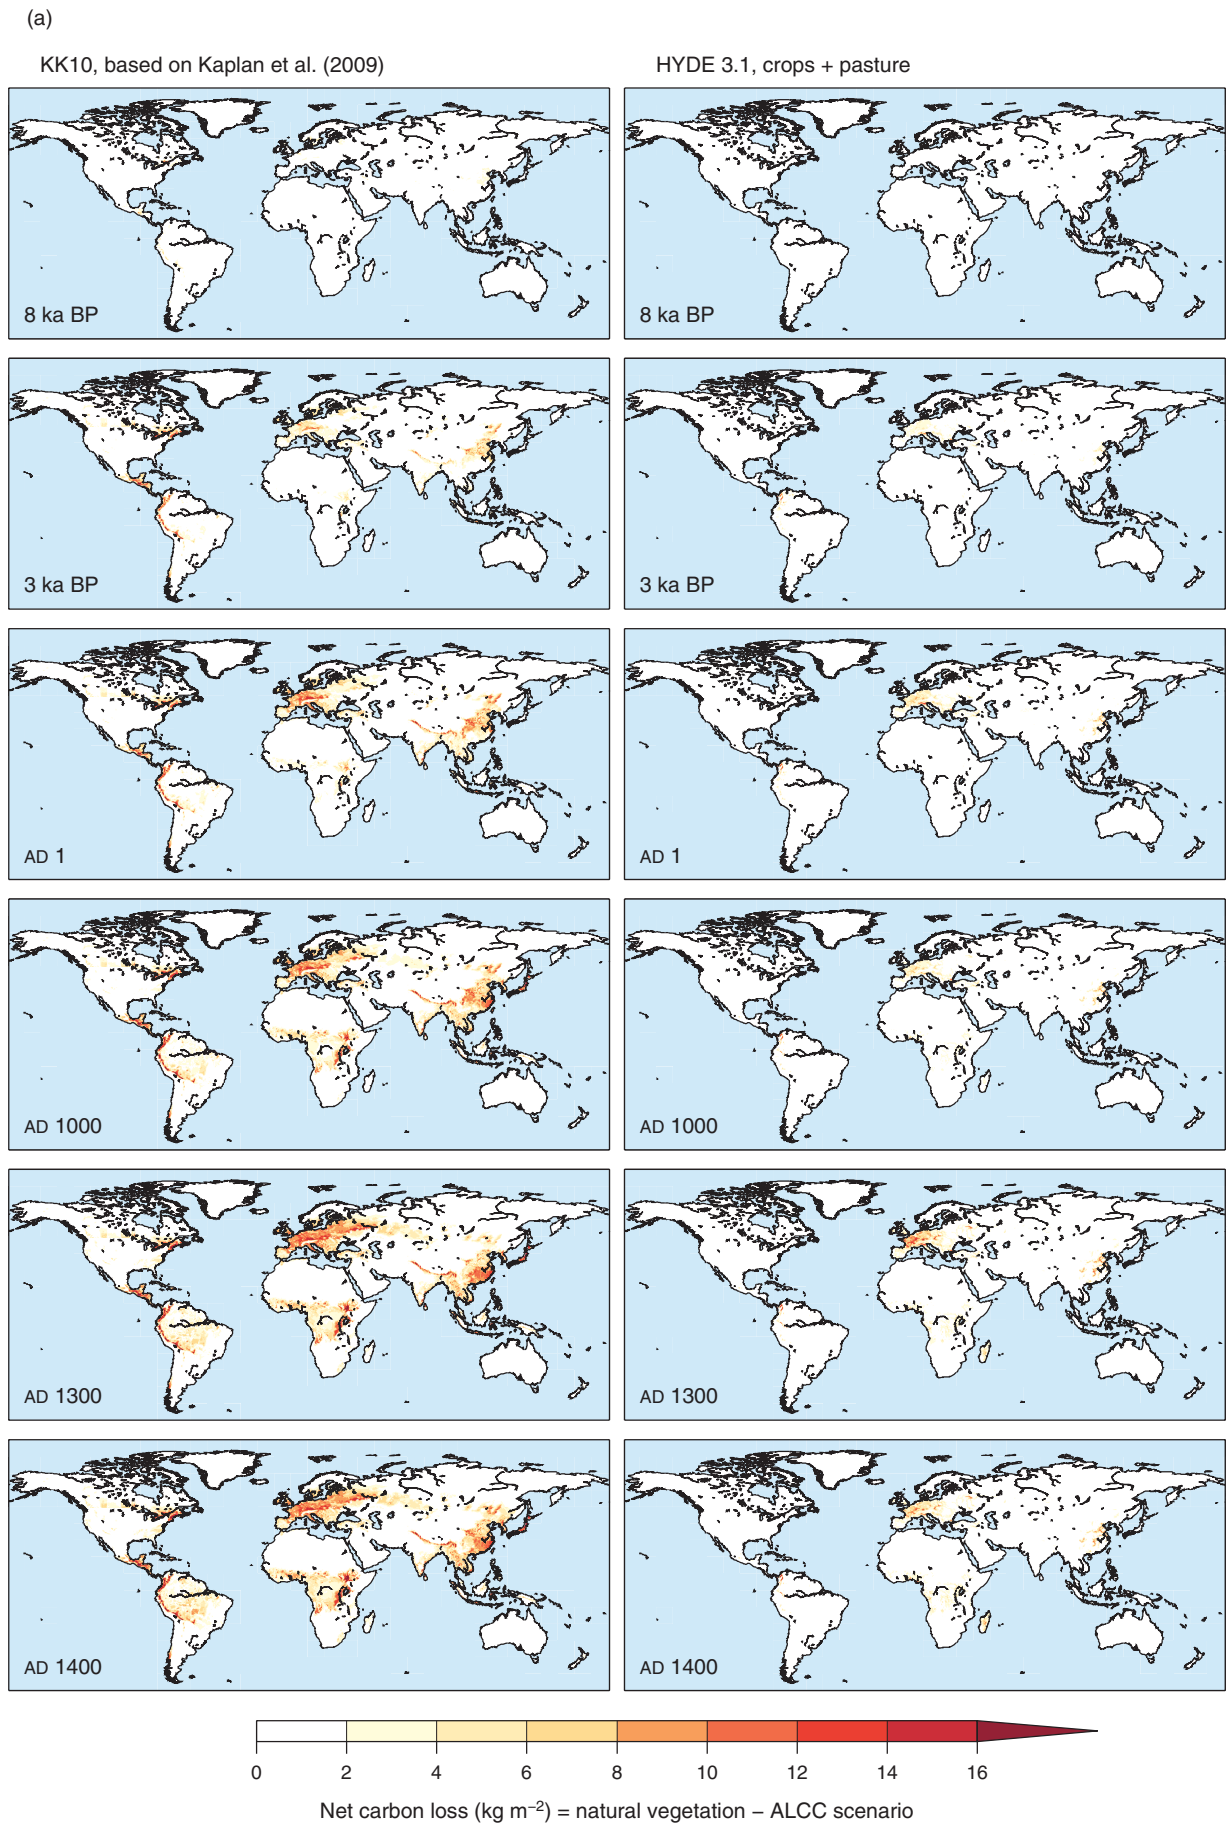 (a)
KK10, based on Kaplan et al. (2009)
HYDE 3.1, crops + pasture
8 ka BP
8 ka BP
3 ka BP
3 ka BP
AD 1
AD 1
AD 1000
AD 1000
AD 1300
AD 1300
AD 1400
AD 1400
0 2 4 6 8 10 12 14 16
Net carbon loss (kg m⁻²) = natural vegetation – ALCC scenario